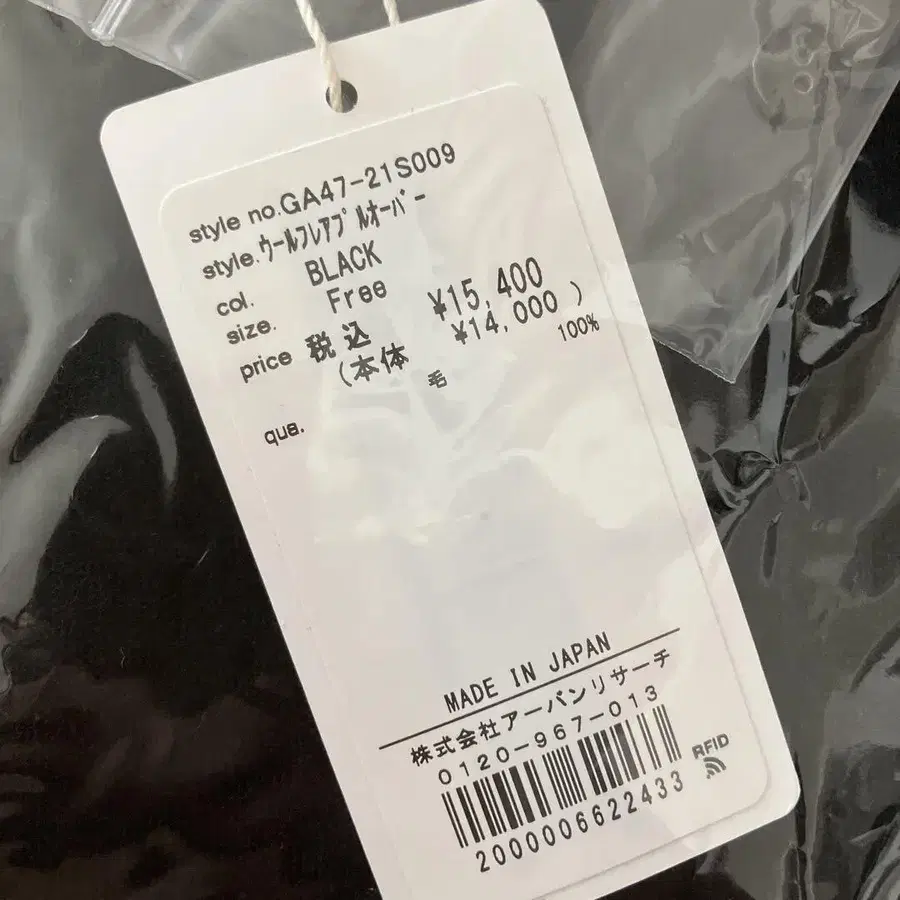 style no.GA47-21S009
style.ｳｰﾙﾌﾚｱﾌﾟﾙｵｰﾊﾞｰ
col. BLACK
size. Free
price 税込 ¥15,400
(本体 ¥14,000 )
毛 100%
qua.
MADE IN JAPAN
株式会社アーバンリサーチ
0120-967-013
2000006622433
RFID